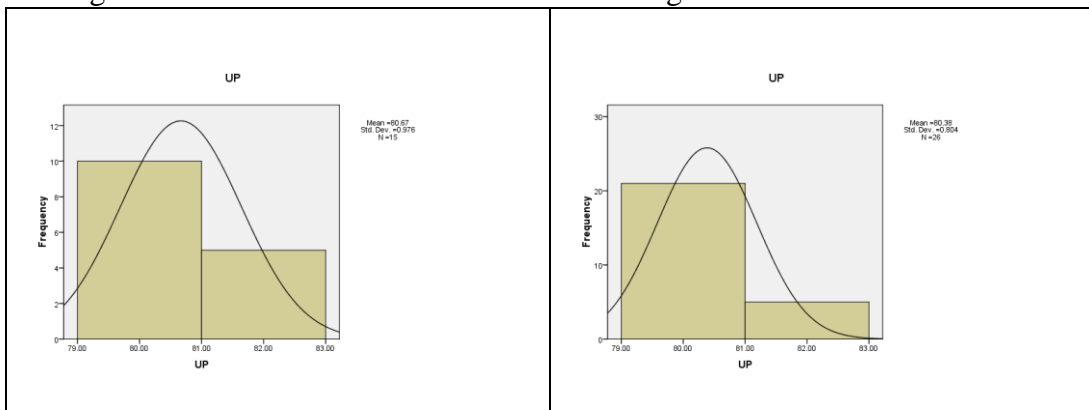 UP
Mean =80.67
Std. Dev. =0.976
N =15
12
10
8
6
4
2
0
Frequency
79.00 80.00 81.00 82.00 83.00
UP
UP
Mean =80.38
Std. Dev. =0.804
N =26
30
20
10
0
Frequency
79.00 80.00 81.00 82.00 83.00
UP